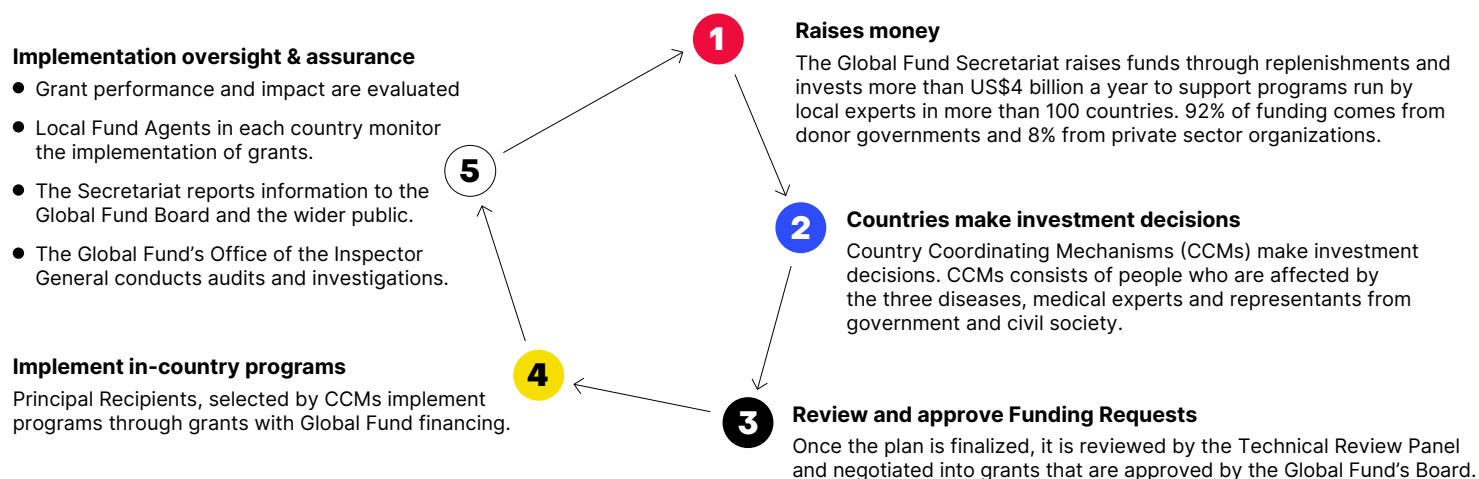 1
Raises money
The Global Fund Secretariat raises funds through replenishments and
invests more than US$4 billion a year to support programs run by
local experts in more than 100 countries. 92% of funding comes from
donor governments and 8% from private sector organizations.
2
Countries make investment decisions
Country Coordinating Mechanisms (CCMs) make investment
decisions. CCMs consists of people who are affected by
the three diseases, medical experts and representants from
government and civil society.
3
Review and approve Funding Requests
Once the plan is finalized, it is reviewed by the Technical Review Panel
and negotiated into grants that are approved by the Global Fund’s Board.
4
Implement in-country programs
Principal Recipients, selected by CCMs implement
programs through grants with Global Fund financing.
5
Implementation oversight & assurance
● Grant performance and impact are evaluated
● Local Fund Agents in each country monitor
the implementation of grants.
● The Secretariat reports information to the
Global Fund Board and the wider public.
● The Global Fund’s Office of the Inspector
General conducts audits and investigations.